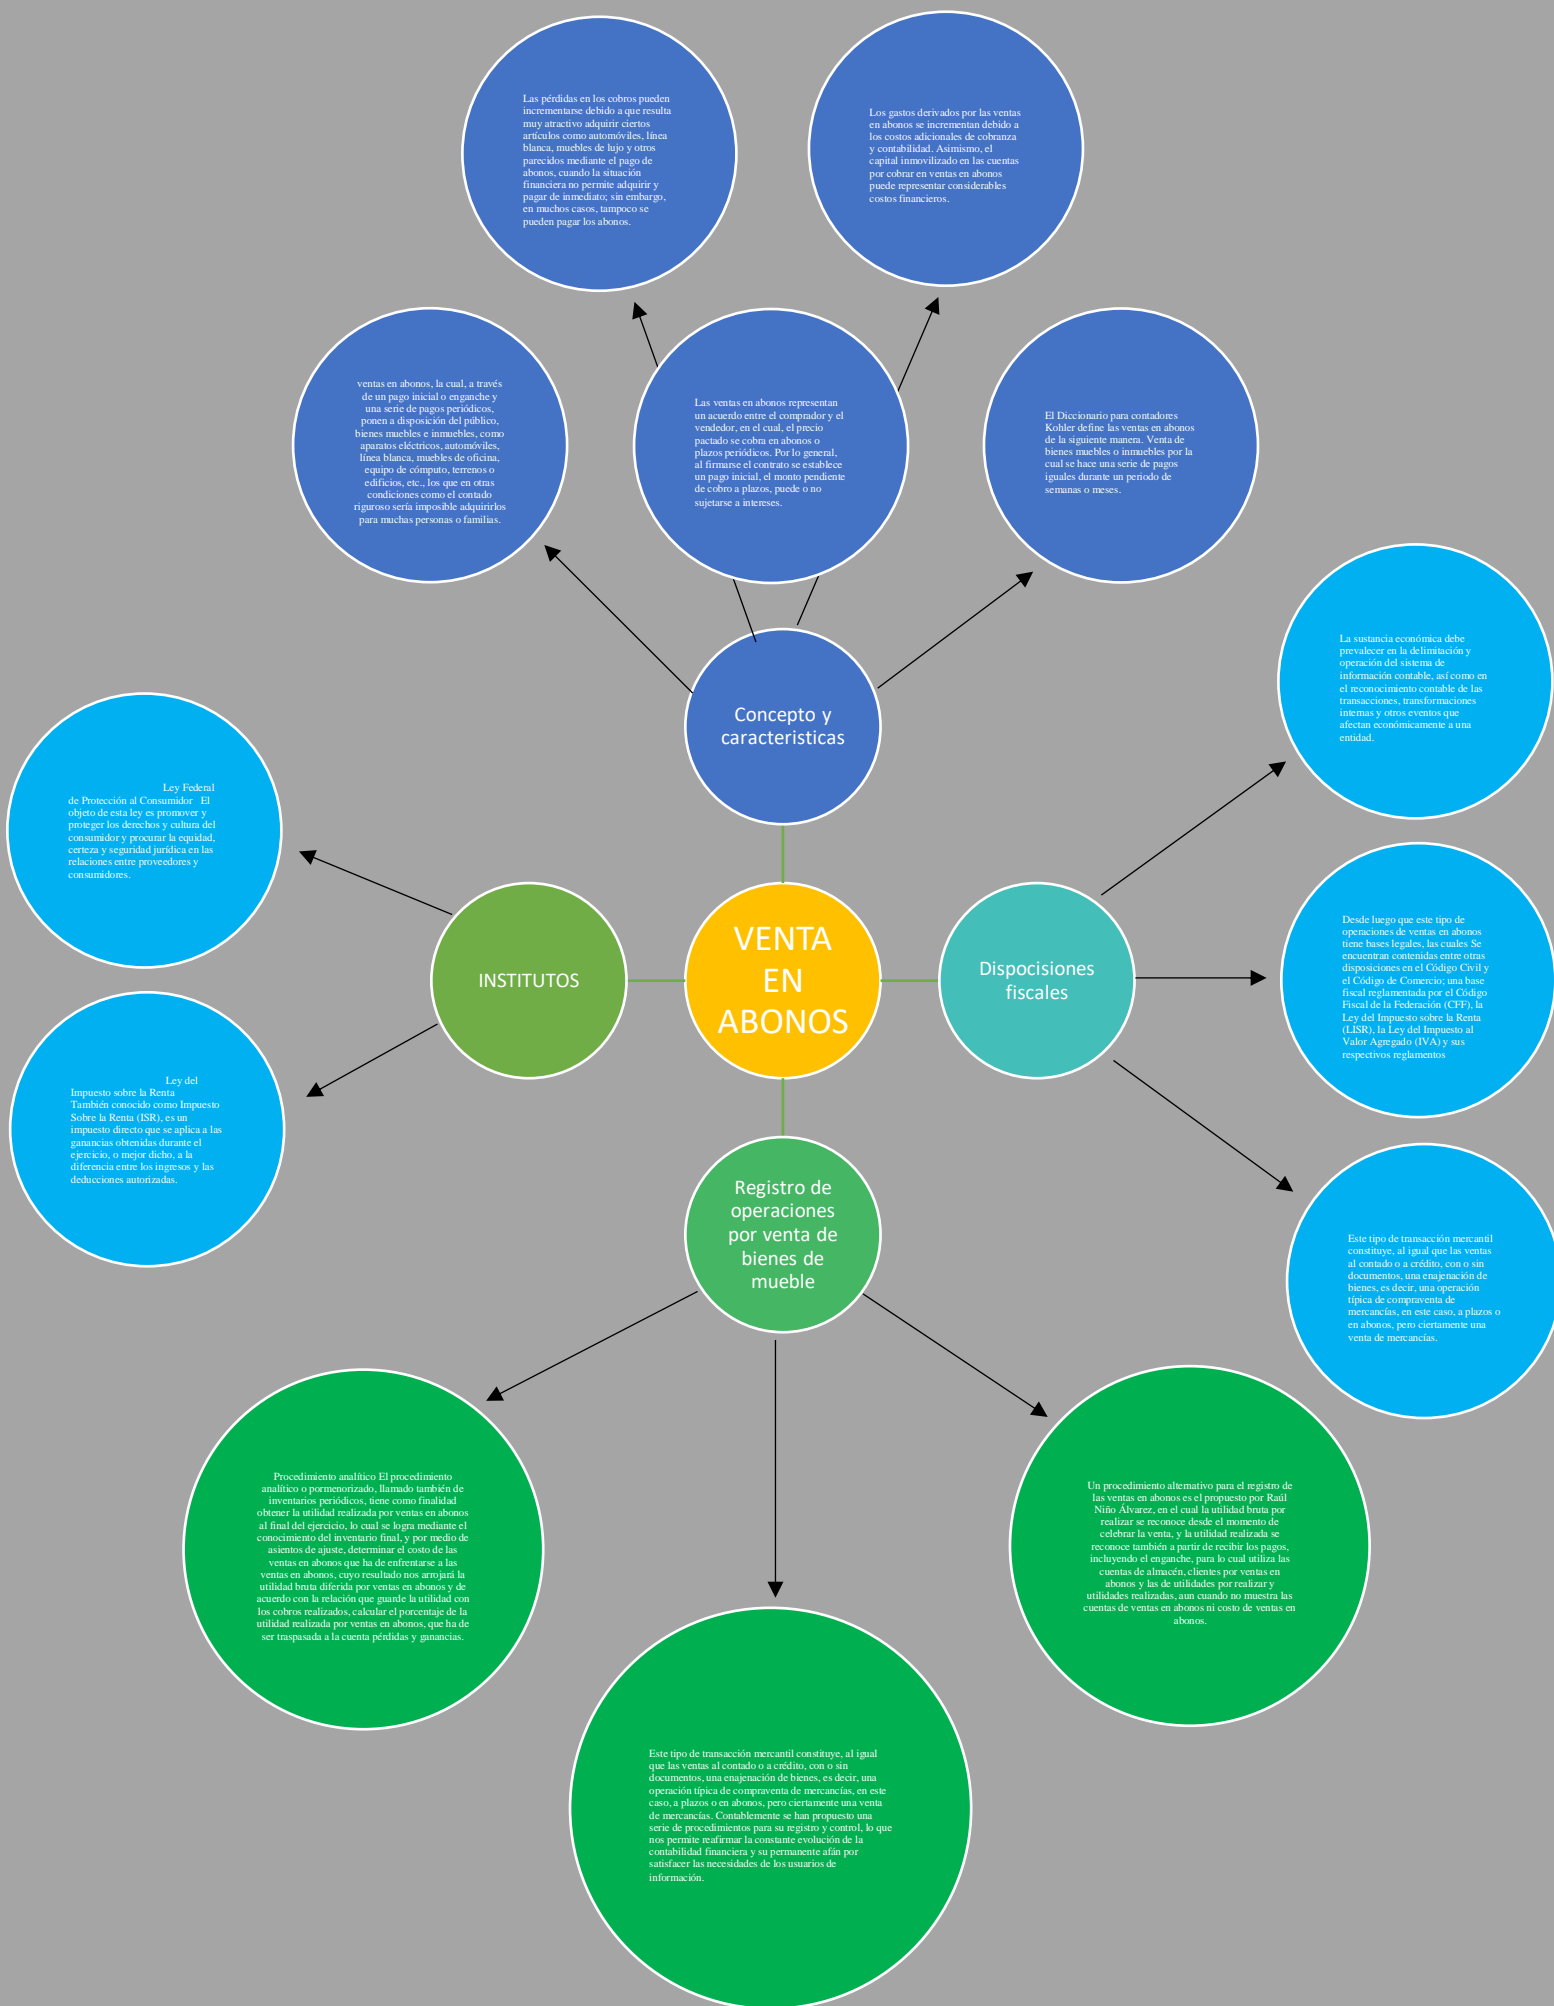 Las pérdidas en los cobros pueden
incrementarse debido a que resulta
muy atractivo adquirir ciertos
artículos como automóviles, línea
blanca, muebles de lujo y otros
parecidos mediante el pago de
abonos, cuando la situación
financiera no permite adquirir y
pagar de inmediato; sin embargo,
en muchos casos, tampoco se
pueden pagar los abonos.
Los gastos derivados por las ventas
en abonos se incrementan debido a
los costos adicionales de cobranza
y contabilidad. Asimismo, el
capital inmovilizado en las cuentas
por cobrar en ventas en abonos
puede representar considerables
costos financieros.
ventas en abonos, la cual, a través
de un pago inicial o enganche y
una serie de pagos periódicos,
ponen a disposición del público,
bienes muebles e inmuebles, como
aparatos eléctricos, automóviles,
línea blanca, muebles de oficina,
equipo de cómputo, terrenos o
edificios, etc., los que en otras
condiciones como el contado
riguroso sería imposible adquirirlos
para muchas personas o familias.
Las ventas en abonos representan
un acuerdo entre el comprador y el
vendedor, en el cual, el precio
pactado se cobra en abonos o
plazos periódicos. Por lo general,
al firmarse el contrato se establece
un pago inicial, el monto pendiente
de cobro a plazos, puede o no
sujetarse a intereses.
El Diccionario para contadores
Kohler define las ventas en abonos
de la siguiente manera. Venta de
bienes muebles o inmuebles por la
cual se hace una serie de pagos
iguales durante un periodo de
semanas o meses.
Concepto y
caracteristicas
La sustancia económica debe
prevalecer en la delimitación y
operación del sistema de
información contable, así como en
el reconocimiento contable de las
transacciones, transformaciones
internas y otros eventos que
afectan económicamente a una
entidad.
Ley Federal
de Protección al Consumidor El
objeto de esta ley es promover y
proteger los derechos y cultura del
consumidor y procurar la equidad,
certeza y seguridad jurídica en las
relaciones entre proveedores y
consumidores.
INSTITUTOS
VENTA
EN
ABONOS
Dispocisiones
fiscales
Desde luego que este tipo de
operaciones de ventas en abonos
tiene bases legales, las cuales Se
encuentran contenidas entre otras
disposiciones en el Código Civil y
el Código de Comercio; una base
fiscal reglamentada por el Código
Fiscal de la Federación (CFF), la
Ley del Impuesto sobre la Renta
(LISR), la Ley del Impuesto al
Valor Agregado (IVA) y sus
respectivos reglamentos
Ley del
Impuesto sobre la Renta
También conocido como Impuesto
Sobre la Renta (ISR), es un
impuesto directo que se aplica a las
ganancias obtenidas durante el
ejercicio, o mejor dicho, a la
diferencia entre los ingresos y las
deducciones autorizadas.
Registro de
operaciones
por venta de
bienes de
mueble
Este tipo de transacción mercantil
constituye, al igual que las ventas
al contado o a crédito, con o sin
documentos, una enajenación de
bienes, es decir, una operación
típica de compraventa de
mercancías, en este caso, a plazos o
en abonos, pero ciertamente una
venta de mercancías.
Procedimiento analítico El procedimiento
analítico o pormenorizado, llamado también de
inventarios periódicos, tiene como finalidad
obtener la utilidad realizada por ventas en abonos
al final del ejercicio, lo cual se logra mediante el
conocimiento del inventario final, y por medio de
asientos de ajuste, determinar el costo de las
ventas en abonos que ha de enfrentarse a las
ventas en abonos, cuyo resultado nos arrojará la
utilidad bruta diferida por ventas en abonos y de
acuerdo con la relación que guarde la utilidad con
los cobros realizados, calcular el porcentaje de la
utilidad realizada por ventas en abonos, que ha de
ser traspasada a la cuenta pérdidas y ganancias.
Un procedimiento alternativo para el registro de
las ventas en abonos es el propuesto por Raúl
Niño Álvarez, en el cual la utilidad bruta por
realizar se reconoce desde el momento de
celebrar la venta, y la utilidad realizada se
reconoce también a partir de recibir los pagos,
incluyendo el enganche, para lo cual utiliza las
cuentas de almacén, clientes por ventas en
abonos y las de utilidades por realizar y
utilidades realizadas, aun cuando no muestra las
cuentas de ventas en abonos ni costo de ventas en
abonos.
Este tipo de transacción mercantil constituye, al igual
que las ventas al contado o a crédito, con o sin
documentos, una enajenación de bienes, es decir, una
operación típica de compraventa de mercancías, en este
caso, a plazos o en abonos, pero ciertamente una venta
de mercancías. Contablemente se han propuesto una
serie de procedimientos para su registro y control, lo que
nos permite reafirmar la constante evolución de la
contabilidad financiera y su permanente afán por
satisfacer las necesidades de los usuarios de
información.